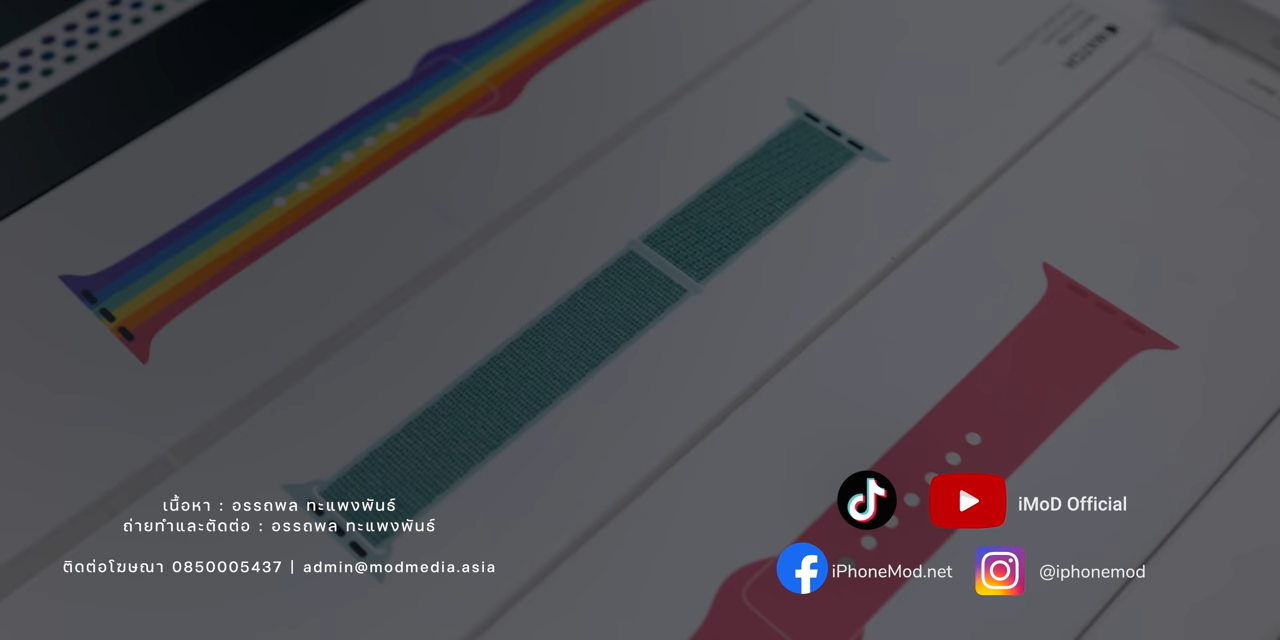 WATCH
เนื้อหา : อรรถพล ทะแพงพันธ์
ถ่ายทำและตัดต่อ : อรรถพล ทะแพงพันธ์
ติดต่อโฆษณา 0850005437 | admin@modmedia.asia
iMoD Official
iPhoneMod.net
@iphonemod